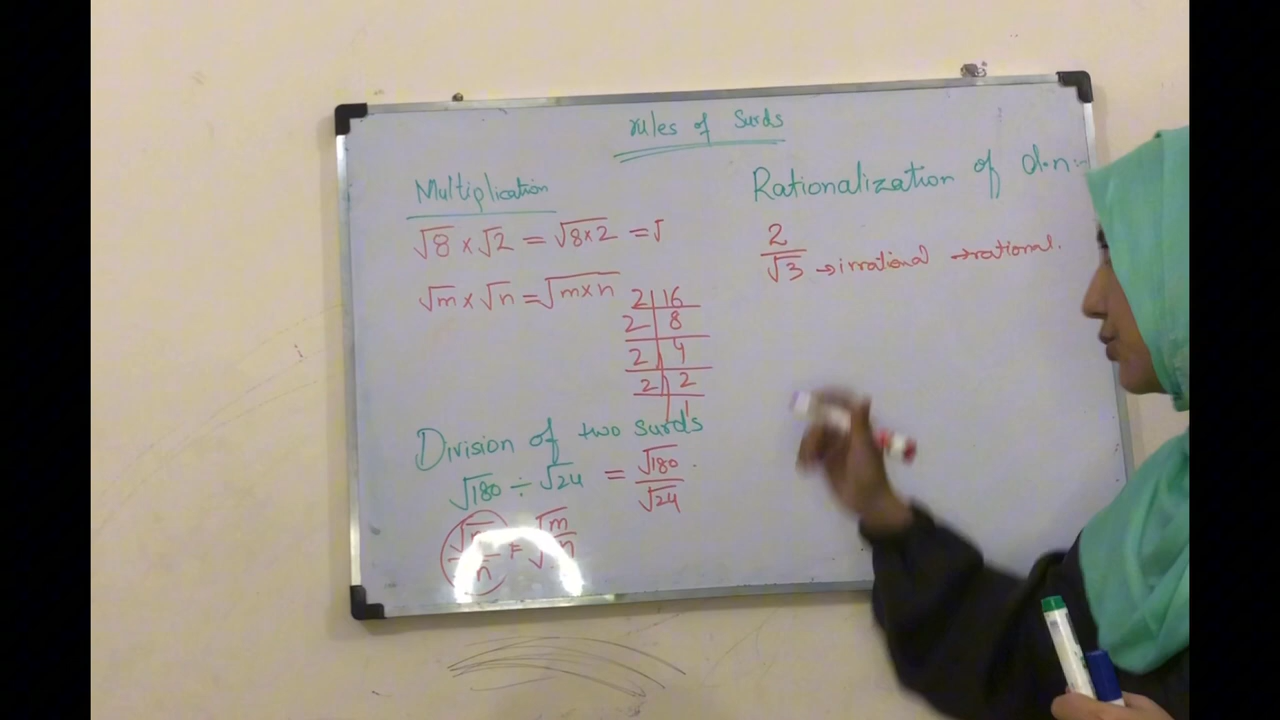 rules of Surds
Multiplication
√8 × √2 = √8×2 = √
√m × √n = √m×n
2 | 16
2 | 8
2 | 4
2 | 2
1
Division of two surds
√180 ÷ √24 = √180 / √24
n = √m/n
Rationalization of d.n
2
√3 → irrational → rational.